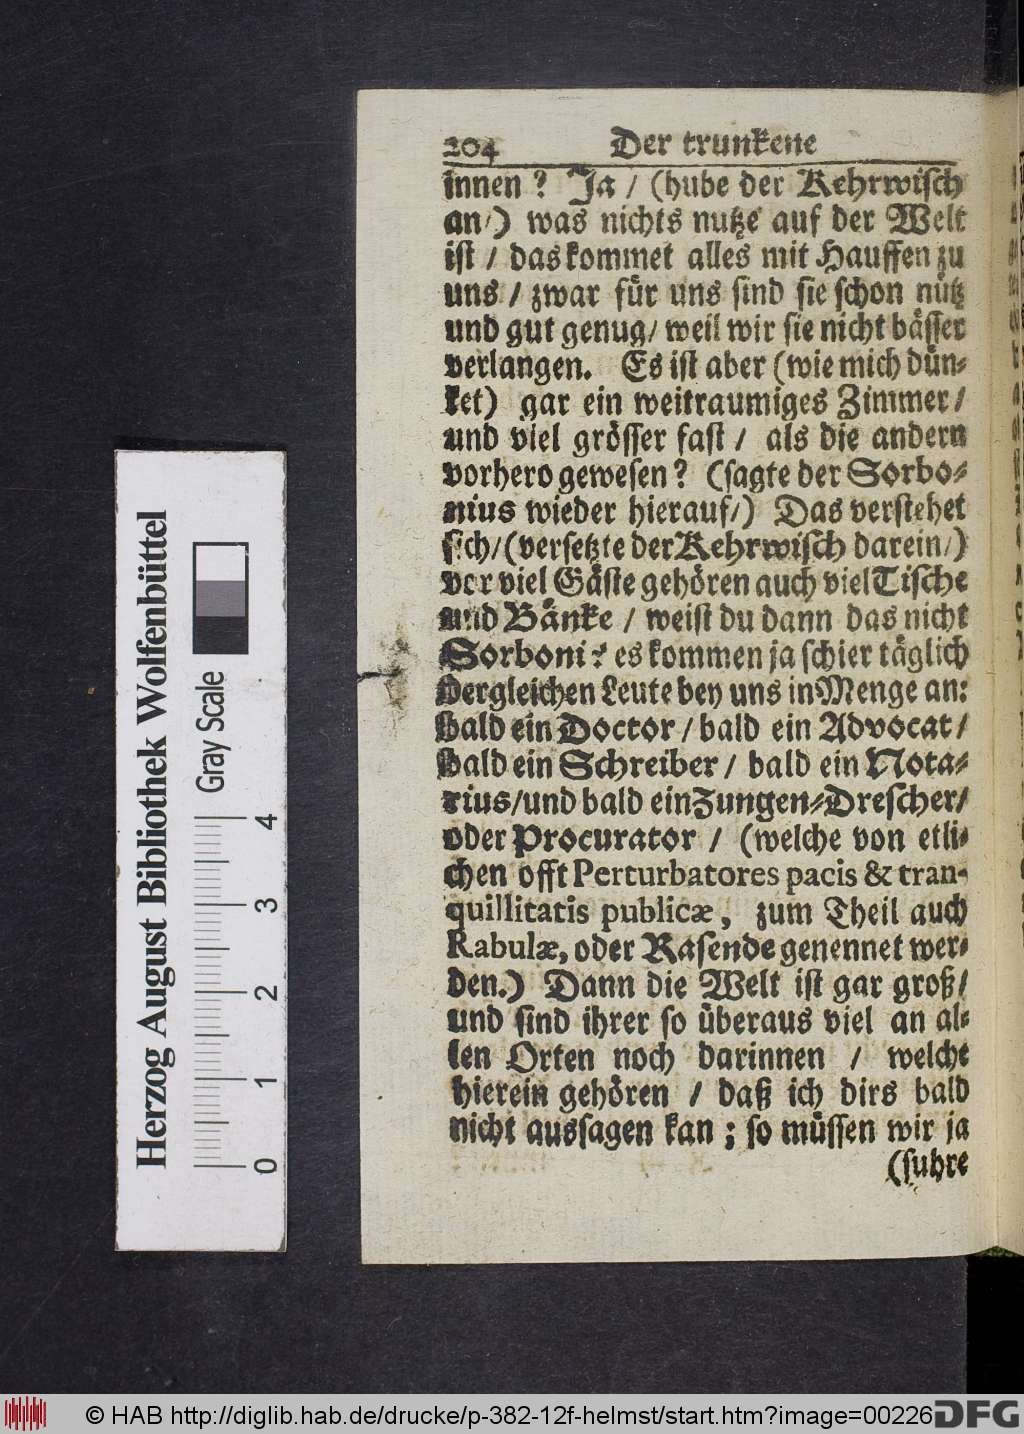 204 Der trunkene
innen ? Ja / (hube der Kehrwisch
an/) was nichts nutze auf der Welt
ist / das kommet alles mit Hauffen zu
uns / zwar für uns sind sie schon nütz
und gut genug/ weil wir sie nicht bässer
verlangen. Es ist aber (wie mich dün-
ket) gar ein weitraumiges Zimmer /
und viel grösser fast / als die andern
vorhero gewesen ? (sagte der Sorbo-
nius wieder hierauf/) Das verstehet
sich/ (versetzte der Kehrwisch darein/)
vor viel Gäste gehören auch viel Tische
und Bänke / weist du dann das nicht
Sorboni ? es kommen ja schier täglich
dergleichen Leute bey uns in Menge an:
bald ein Doctor / bald ein Advocat /
bald ein Schreiber / bald ein Nota-
rius/und bald ein Zungen-Drescher/
oder Procurator / (welche von etli-
chen offt Perturbatores pacis & tran-
quillitatis publicæ, zum Theil auch
Rabulæ, oder Rasende genennet wer-
den.) Dann die Welt ist gar groß/
und sind ihrer so überaus viel an al-
len Orten noch darinnen / welche
hierein gehören / daß ich dirs bald
nicht aussagen kan ; so müssen wir ja
(fuhre
Herzog August Bibliothek Wolfenbüttel
Gray Scale
0 1 2 3 4
© HAB http://diglib.hab.de/drucke/p-382-12f-helmst/start.htm?image=00226
DFG